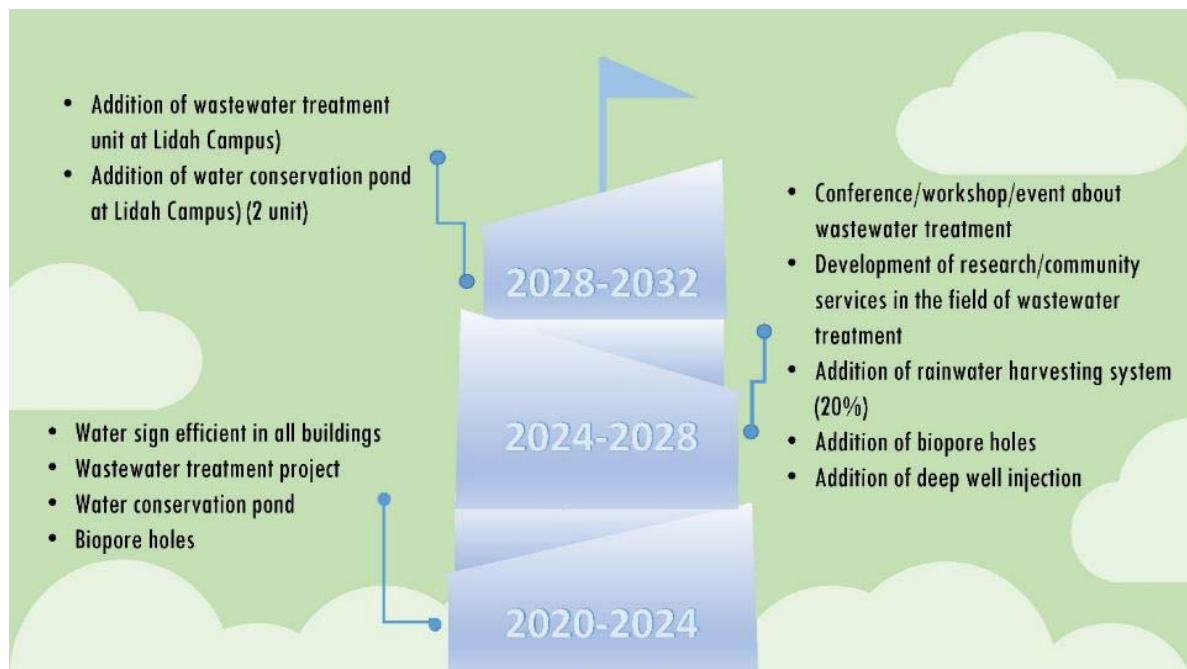 • Addition of wastewater treatment
unit at Lidah Campus)
• Addition of water conservation pond
at Lidah Campus) (2 unit)
2028-2032
• Conference/workshop/event about
wastewater treatment
• Development of research/community
services in the field of wastewater
treatment
• Addition of rainwater harvesting system
(20%)
• Addition of biopore holes
• Addition of deep well injection
2024-2028
• Water sign efficient in all buildings
• Wastewater treatment project
• Water conservation pond
• Biopore holes
2020-2024